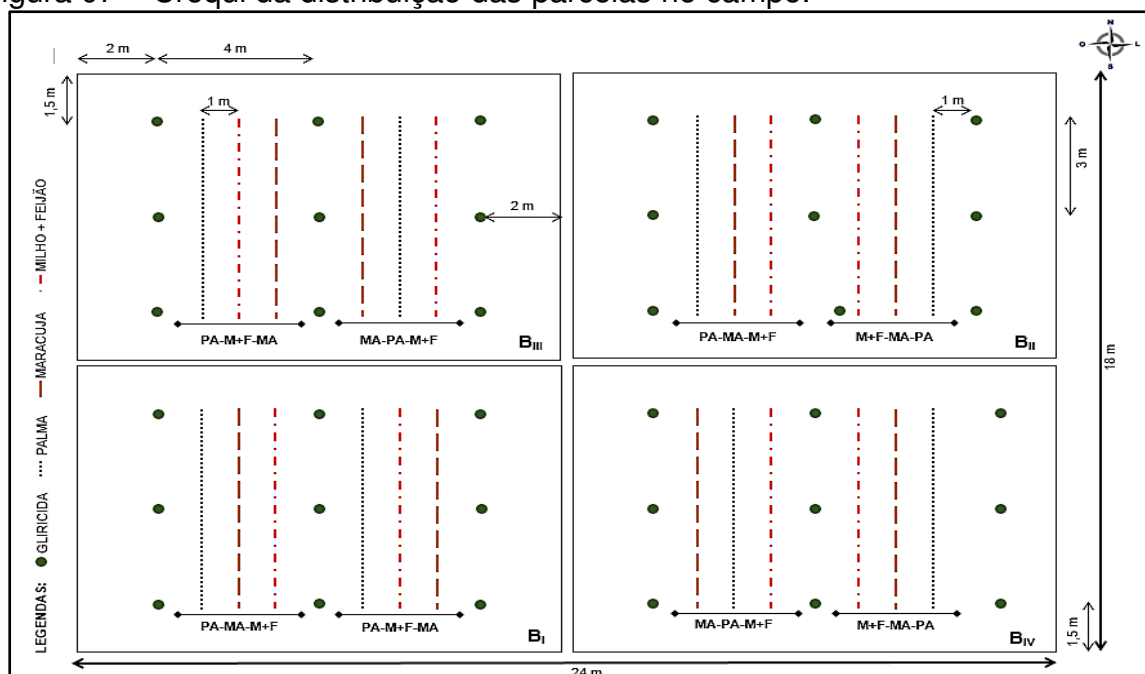 Figura 07 – Croqui da distribuição das parcelas no campo.
2 m
4 m
O
L
S
1,5 m
1 m
1 m
3 m
2 m
PA-M+F-MA
MA-PA-M+F
BIII
PA-MA-M+F
M+F-MA-PA
BII
18 m
PA-MA-M+F
PA-M+F-MA
BI
MA-PA-M+F
M+F-MA-PA
BIV
1,5 m
24 m
LEGENDAS: GLIRICIDA PALMA MARACUJA MILHO + FEIJÃO